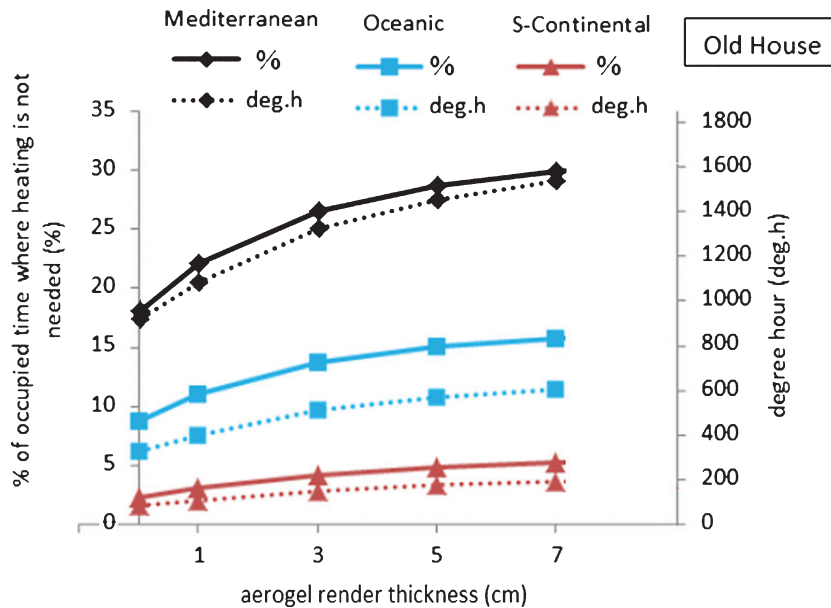 Mediterranean Oceanic S-Continental
Old House
% % %
deg.h deg.h deg.h
% of occupied time where heating is not
needed (%)
35
30
25
20
15
10
5
0
1800
1600
1400
1200
1000
800
600
400
200
0
degree hour (deg.h)
1 3 5 7
aerogel render thickness (cm)